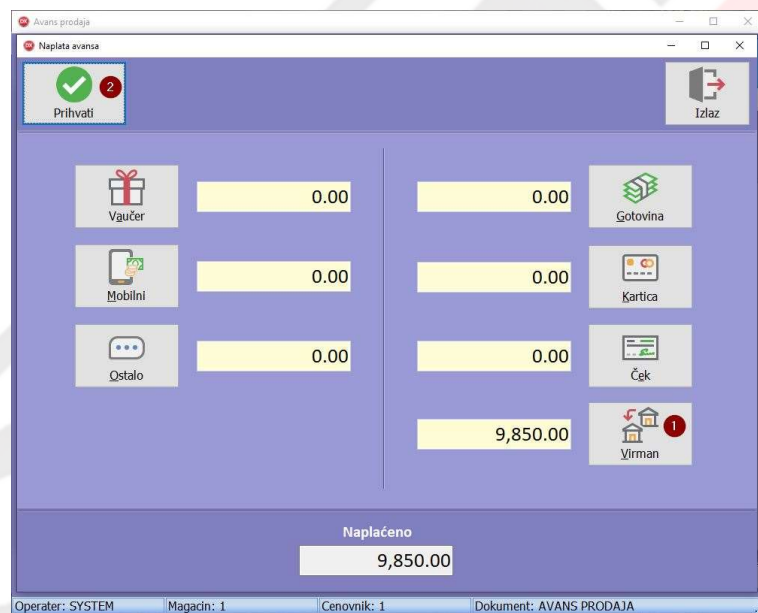 Avans prodaja
Naplata avansa
Prihvati
2
Izlaz
Vaučer
0.00
0.00
Gotovina
Mobilni
0.00
0.00
Kartica
Ostalo
0.00
0.00
Ček
9,850.00
Virman
1
Naplaćeno
9,850.00
Operater: SYSTEM
Magacin: 1
Cenovnik: 1
Dokument: AVANS PRODAJA